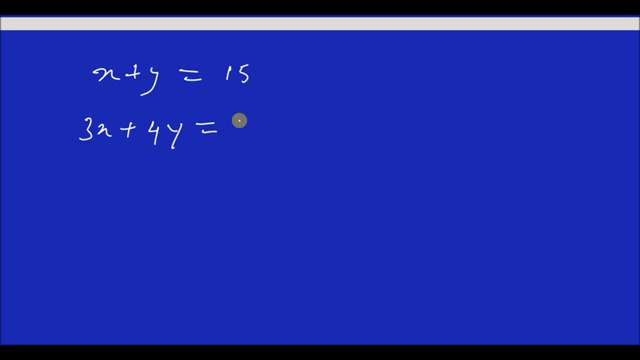 x+y = 15
3x + 4y =